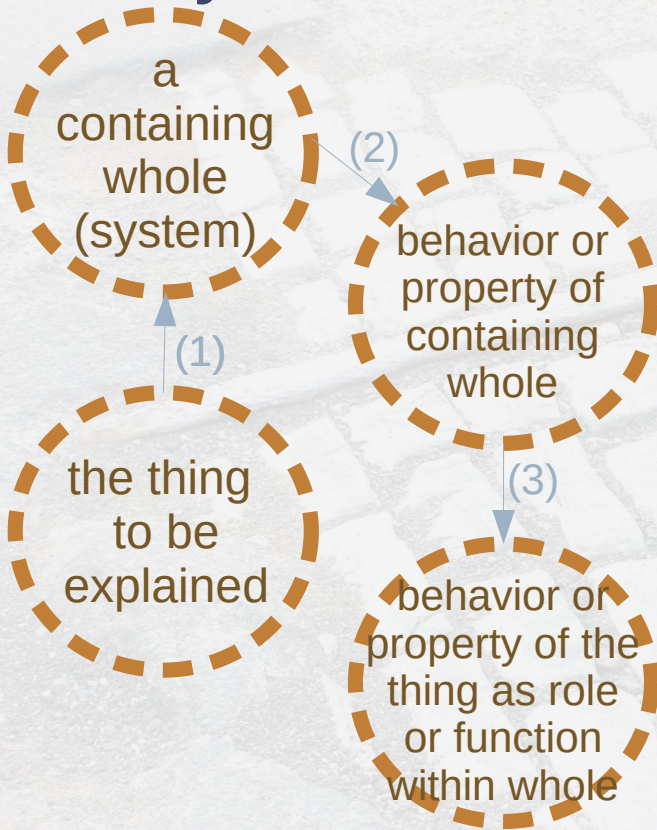 a
containing
whole
(system)
(2)
behavior or
property of
containing
whole
(1)
the thing
to be
explained
(3)
behavior or
property of the
thing as role
or function
within whole